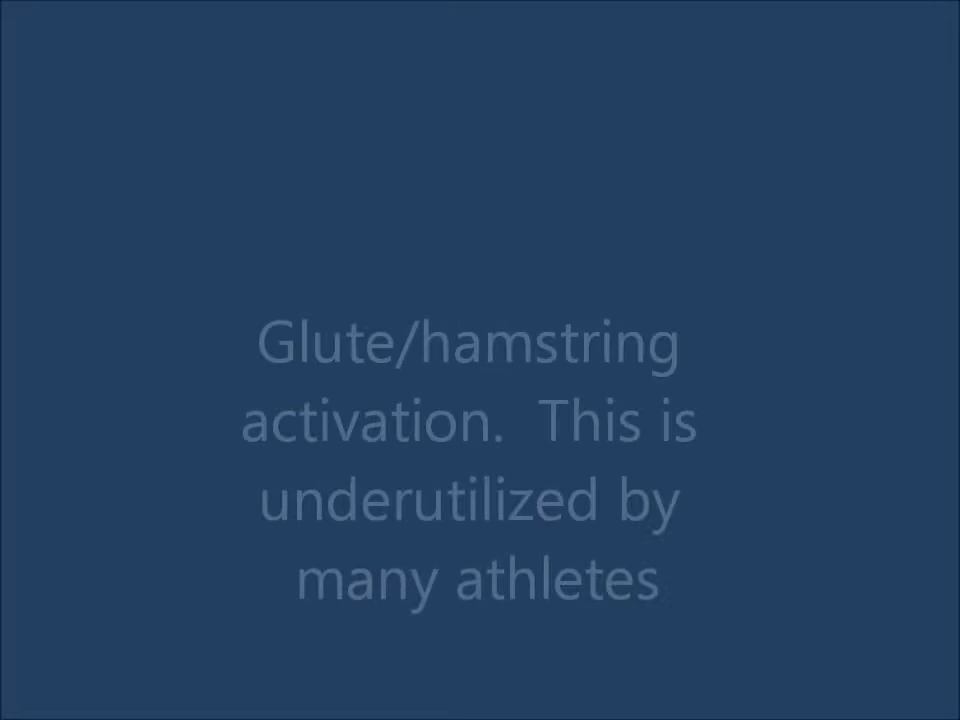 Glute/hamstring
activation.  This is
underutilized by
many athletes